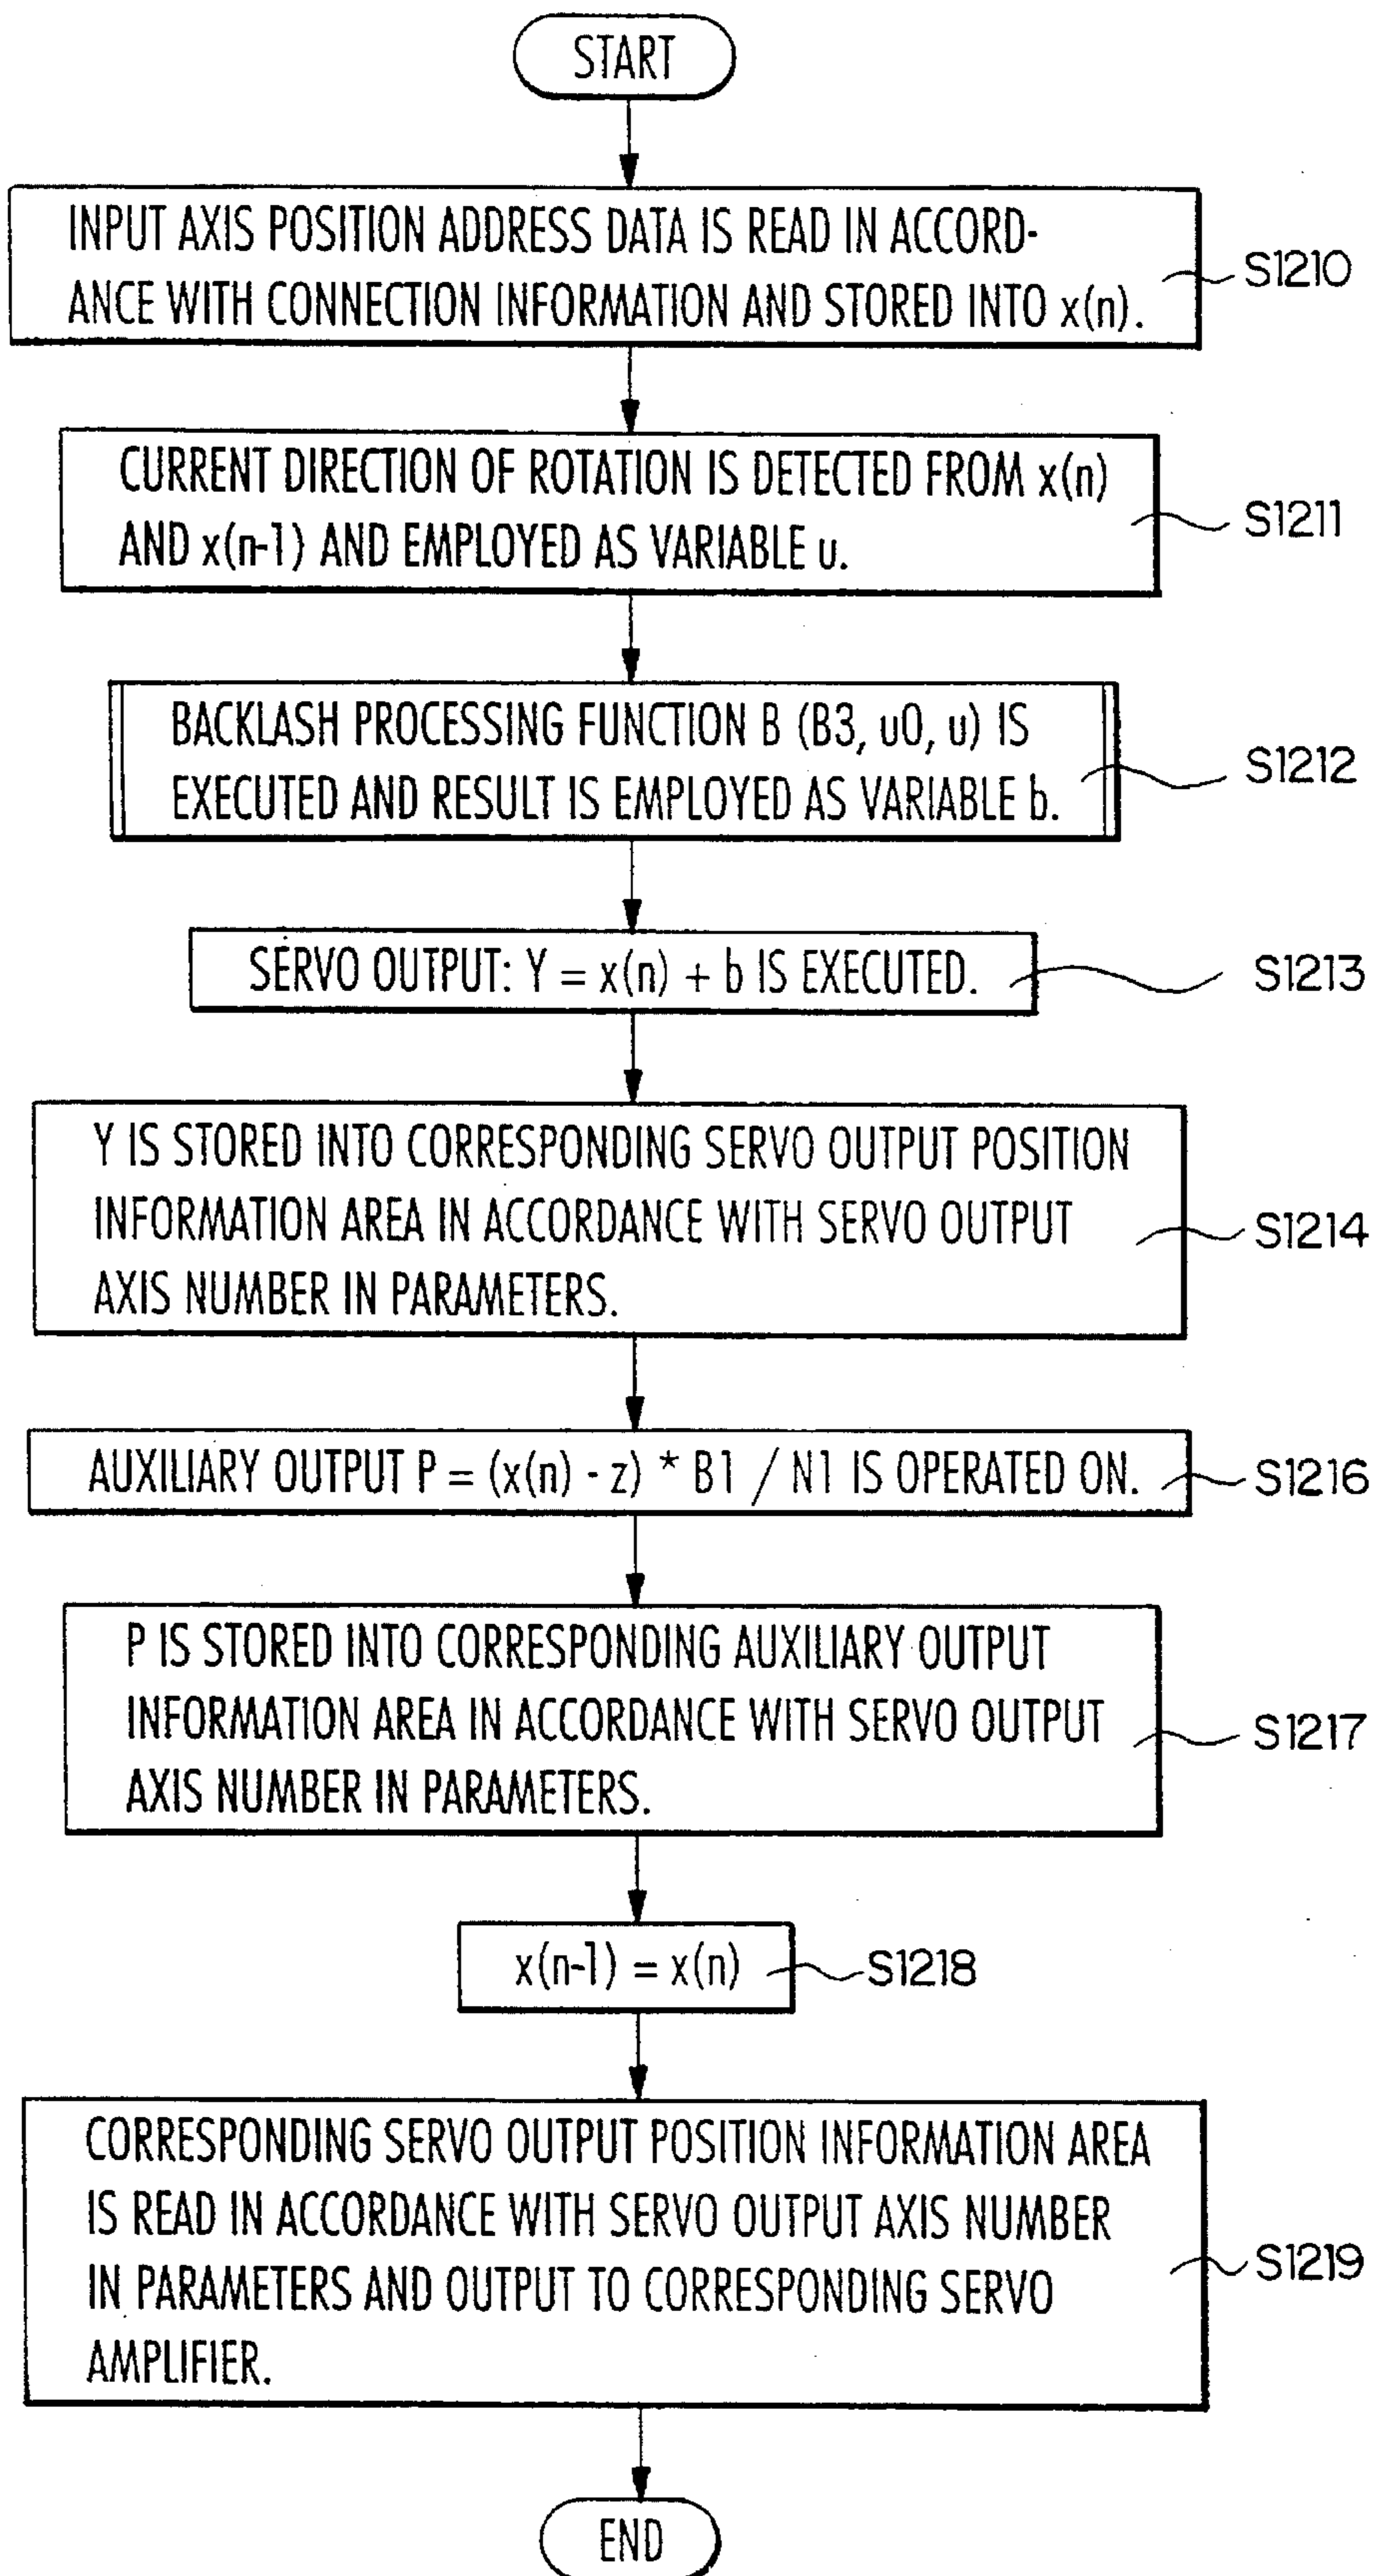 START
INPUT AXIS POSITION ADDRESS DATA IS READ IN ACCORD-
ANCE WITH CONNECTION INFORMATION AND STORED INTO x(n).
S1210
CURRENT DIRECTION OF ROTATION IS DETECTED FROM x(n)
AND x(n-1) AND EMPLOYED AS VARIABLE u.
S1211
BACKLASH PROCESSING FUNCTION B (B3, u0, u) IS
EXECUTED AND RESULT IS EMPLOYED AS VARIABLE b.
S1212
SERVO OUTPUT: Y = x(n) + b IS EXECUTED.
S1213
Y IS STORED INTO CORRESPONDING SERVO OUTPUT POSITION
INFORMATION AREA IN ACCORDANCE WITH SERVO OUTPUT
AXIS NUMBER IN PARAMETERS.
S1214
AUXILIARY OUTPUT P = (x(n) - z) * B1 / N1 IS OPERATED ON.
S1216
P IS STORED INTO CORRESPONDING AUXILIARY OUTPUT
INFORMATION AREA IN ACCORDANCE WITH SERVO OUTPUT
AXIS NUMBER IN PARAMETERS.
S1217
x(n-1) = x(n)
S1218
CORRESPONDING SERVO OUTPUT POSITION INFORMATION AREA
IS READ IN ACCORDANCE WITH SERVO OUTPUT AXIS NUMBER
IN PARAMETERS AND OUTPUT TO CORRESPONDING SERVO
AMPLIFIER.
S1219
END